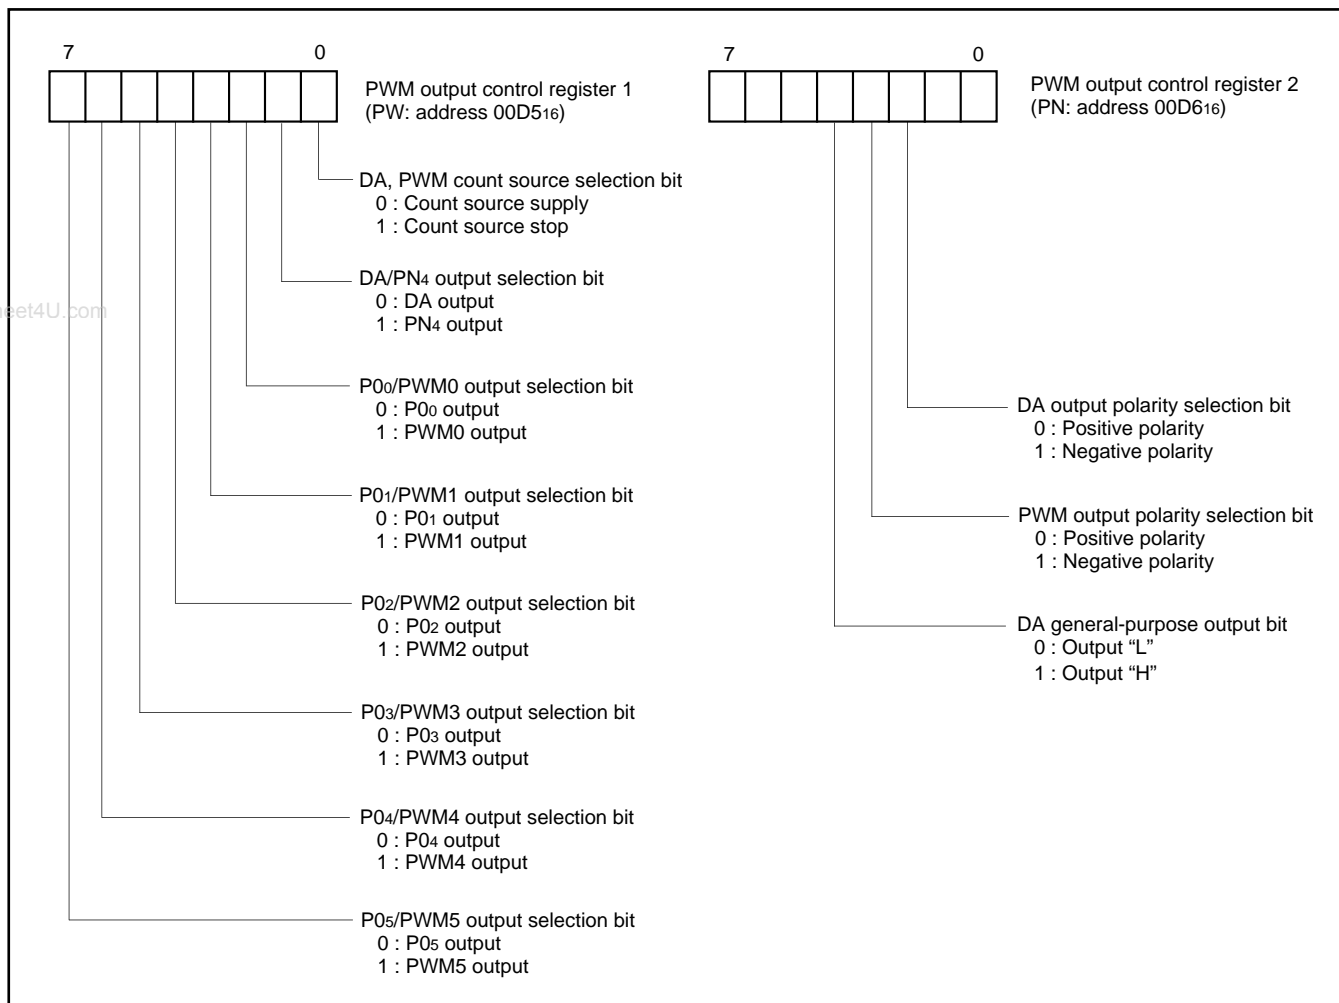 7 0
PWM output control register 1
(PW: address 00D516)
DA, PWM count source selection bit
0 : Count source supply
1 : Count source stop
DA/PN4 output selection bit
0 : DA output
1 : PN4 output
P00/PWM0 output selection bit
0 : P00 output
1 : PWM0 output
P01/PWM1 output selection bit
0 : P01 output
1 : PWM1 output
P02/PWM2 output selection bit
0 : P02 output
1 : PWM2 output
P03/PWM3 output selection bit
0 : P03 output
1 : PWM3 output
P04/PWM4 output selection bit
0 : P04 output
1 : PWM4 output
P05/PWM5 output selection bit
0 : P05 output
1 : PWM5 output
7 0
PWM output control register 2
(PN: address 00D616)
DA output polarity selection bit
0 : Positive polarity
1 : Negative polarity
PWM output polarity selection bit
0 : Positive polarity
1 : Negative polarity
DA general-purpose output bit
0 : Output “L”
1 : Output “H”
eet4U.com